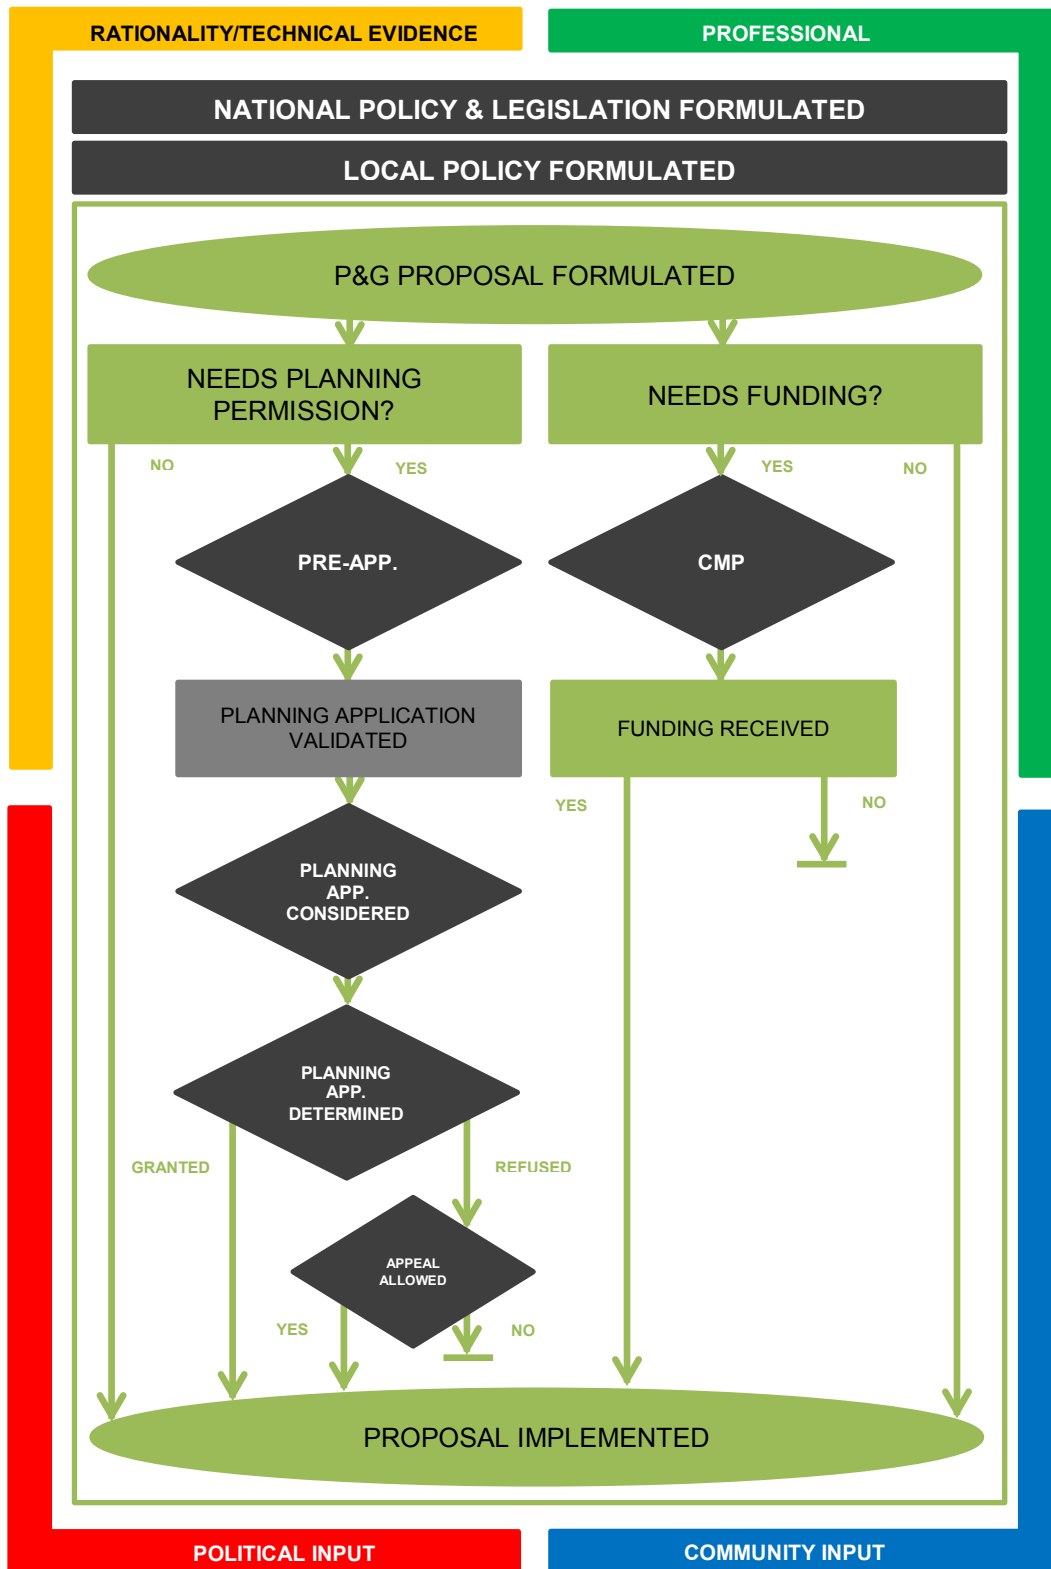 RATIONALITY/TECHNICAL EVIDENCE
PROFESSIONAL
NATIONAL POLICY & LEGISLATION FORMULATED
LOCAL POLICY FORMULATED
P&G PROPOSAL FORMULATED
NEEDS PLANNING
PERMISSION?
NEEDS FUNDING?
NO
YES
YES
NO
PRE-APP.
CMP
PLANNING APPLICATION
VALIDATED
FUNDING RECEIVED
YES
NO
PLANNING
APP.
CONSIDERED
PLANNING
APP.
DETERMINED
GRANTED
REFUSED
APPEAL
ALLOWED
YES
NO
PROPOSAL IMPLEMENTED
POLITICAL INPUT
COMMUNITY INPUT